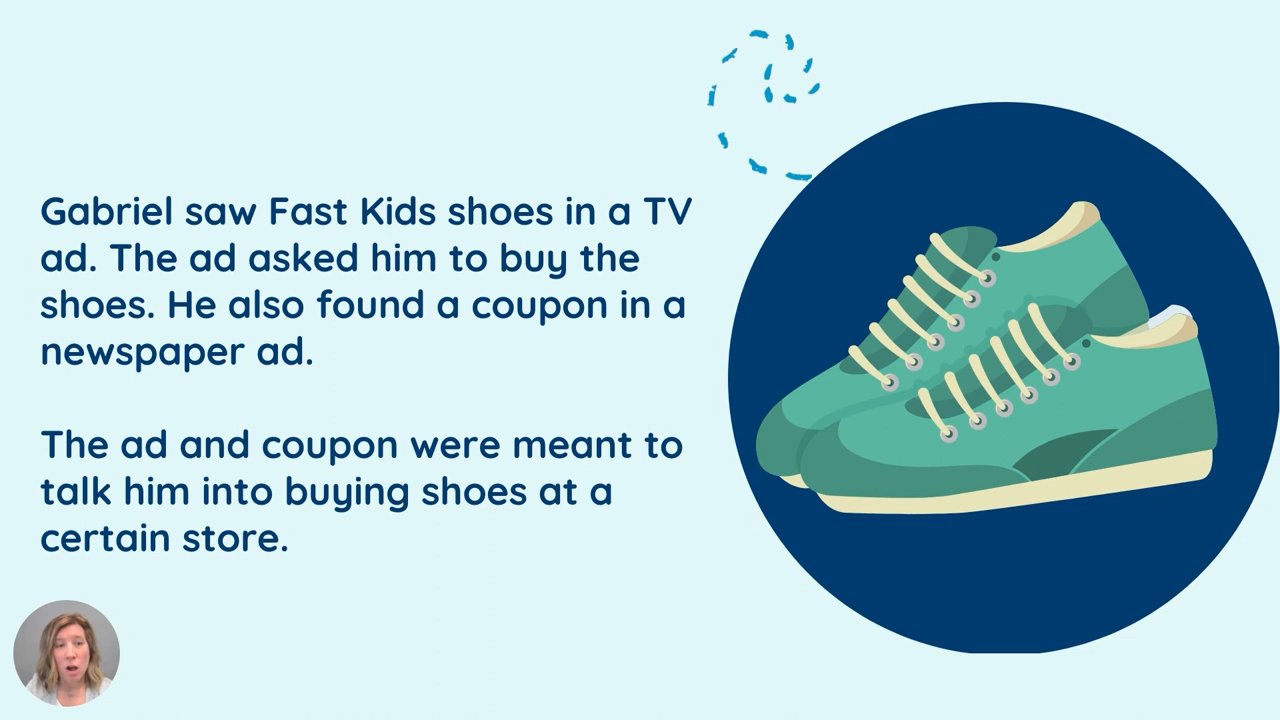 Gabriel saw Fast Kids shoes in a TV
ad. The ad asked him to buy the
shoes. He also found a coupon in a
newspaper ad.
The ad and coupon were meant to
talk him into buying shoes at a
certain store.